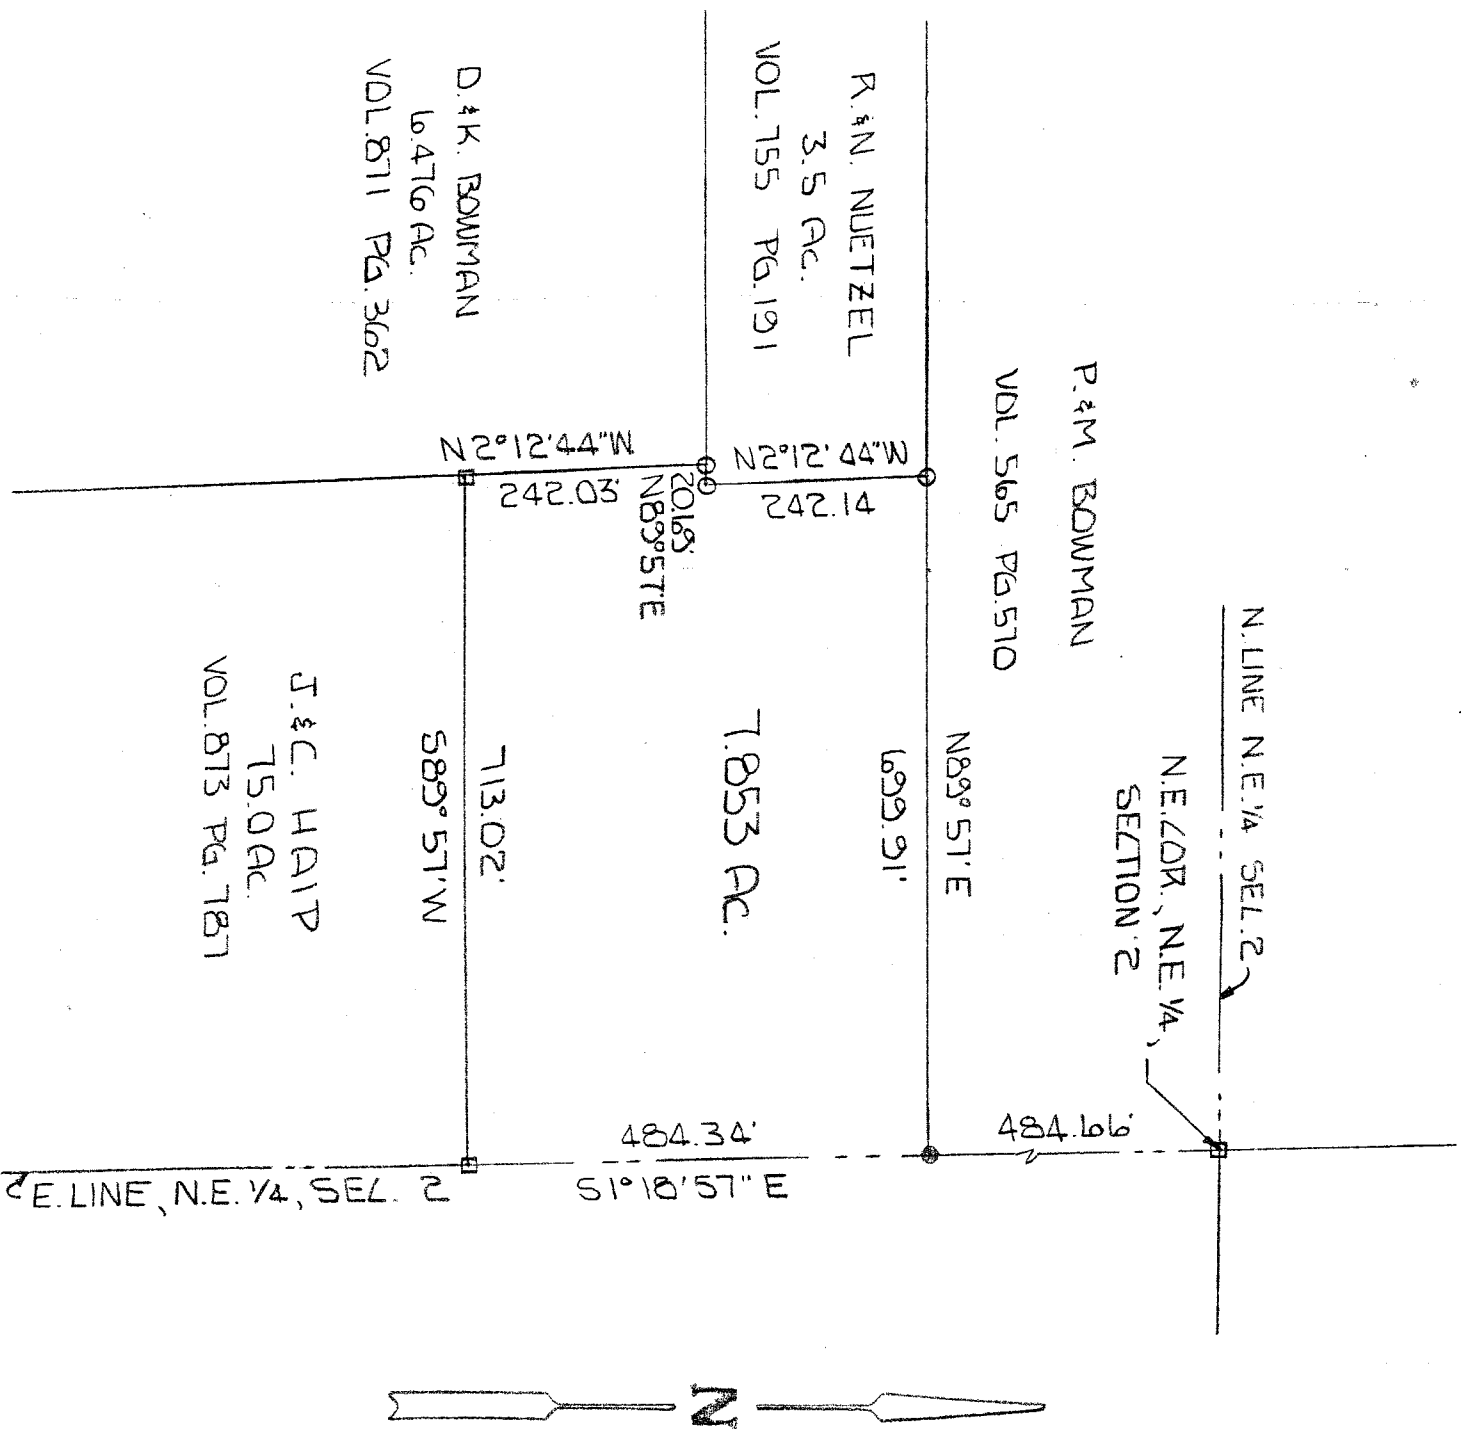 N. LINE N.E. 1/4 SEC. 2
N.E. COR., N.E. 1/4,
SECTION 2
P. & M. BOWMAN
VOL. 565 PG. 570
R. & N. NUETZEL
3.5 Ac.
VOL. 755 PG. 191
D. & K. BOWMAN
6.476 Ac.
VOL. 871 PG. 362
N2°12'44"W
242.14
20.16'
N89°57'E
N2°12'44"W
242.03'
N89°57'E
699.91'
7.853 Ac.
713.02'
S89°57'W
J. & C. HAIP
75.0 Ac.
VOL. 873 PG. 787
484.66'
484.34'
S1°18'57"E
E. LINE, N.E. 1/4, SEC. 2
N